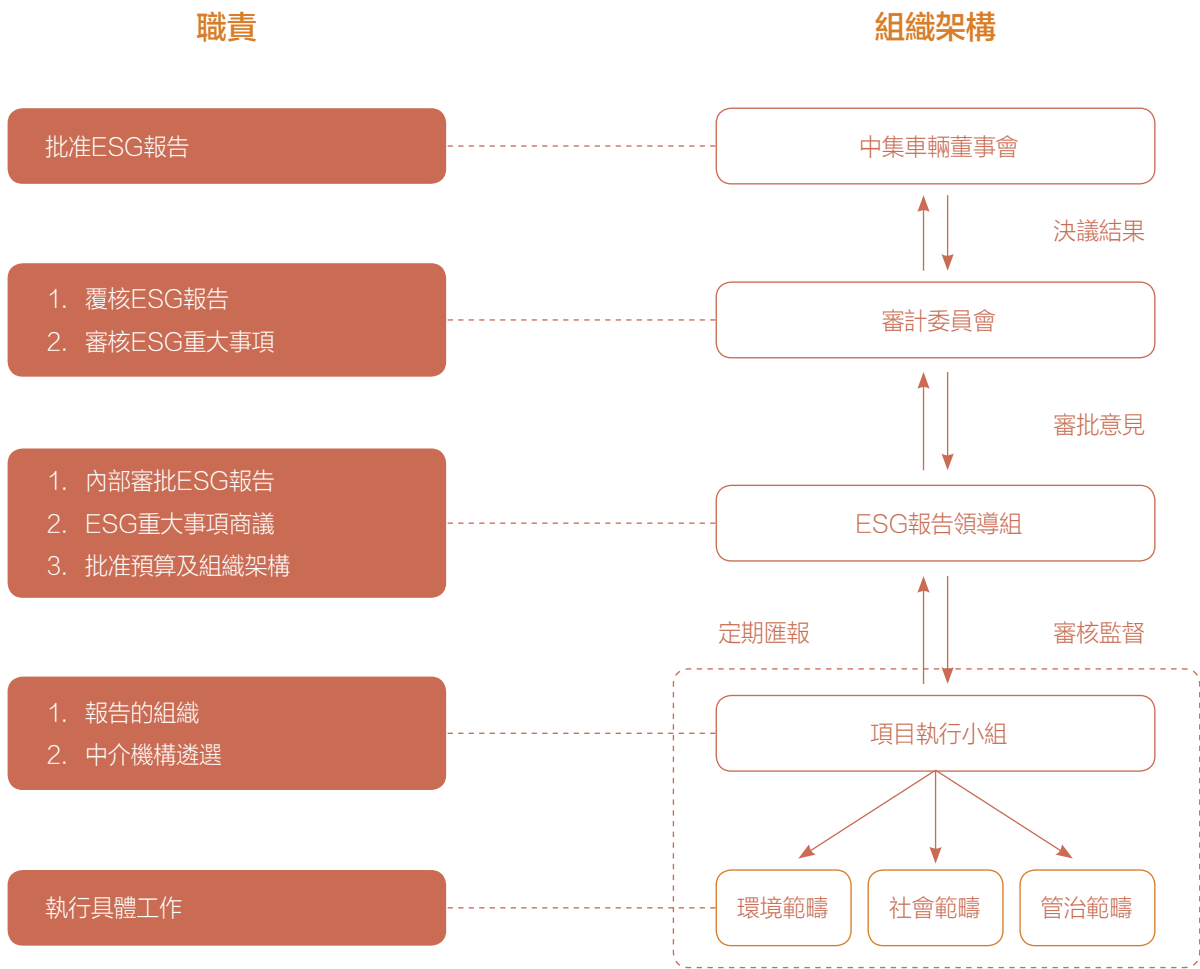 職責
組織架構
批准ESG報告
中集車輛董事會
決議結果
1. 覆核ESG報告
2. 審核ESG重大事項
審計委員會
審批意見
1. 內部審批ESG報告
2. ESG重大事項商議
3. 批准預算及組織架構
ESG報告領導組
定期匯報
審核監督
1. 報告的組織
2. 中介機構遴選
項目執行小組
執行具體工作
環境範疇
社會範疇
管治範疇